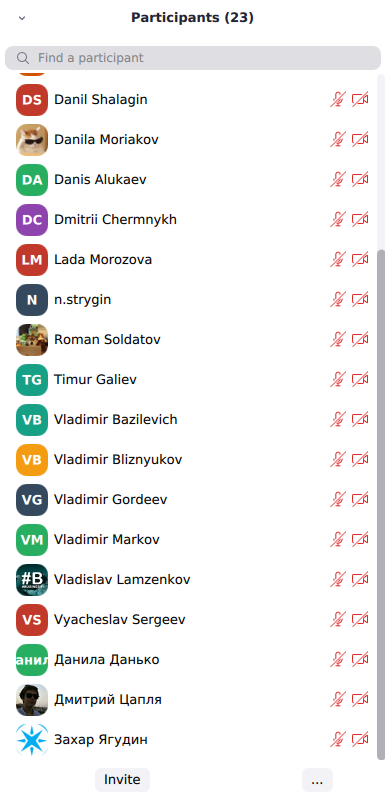 Participants (23)
Find a participant
DS Danil Shalagin
Danila Moriakov
DA Danis Alukaev
DC Dmitrii Chermnykh
LM Lada Morozova
N n.strygin
Roman Soldatov
TG Timur Galiev
VB Vladimir Bazilevich
VB Vladimir Bliznyukov
VG Vladimir Gordeev
VM Vladimir Markov
#B Vladislav Lamzenkov
VS Vyacheslav Sergeev
анил Данила Данько
Дмитрий Цапля
Захар Ягудин
Invite ...